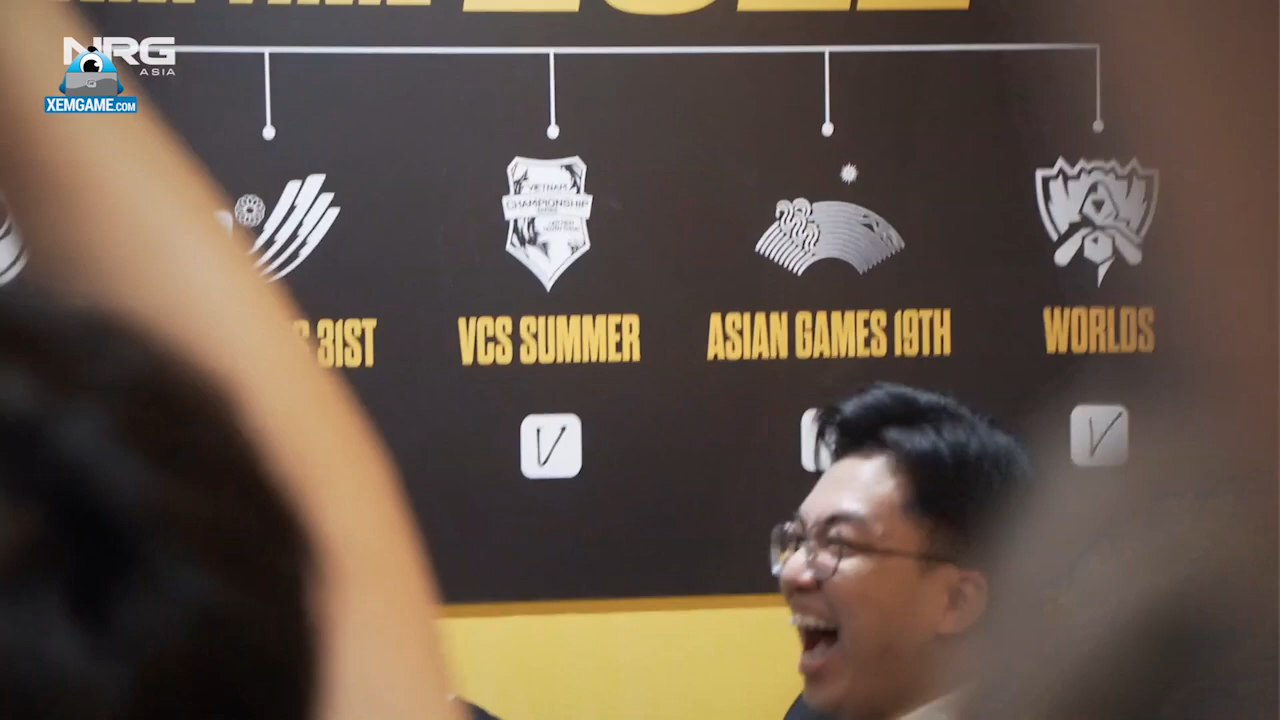 NRG
ASIA
XEMGAME.COM
VIETNAM
CHAMPIONSHIP
31ST
VCS SUMMER
ASIAN GAMES 19TH
WORLDS